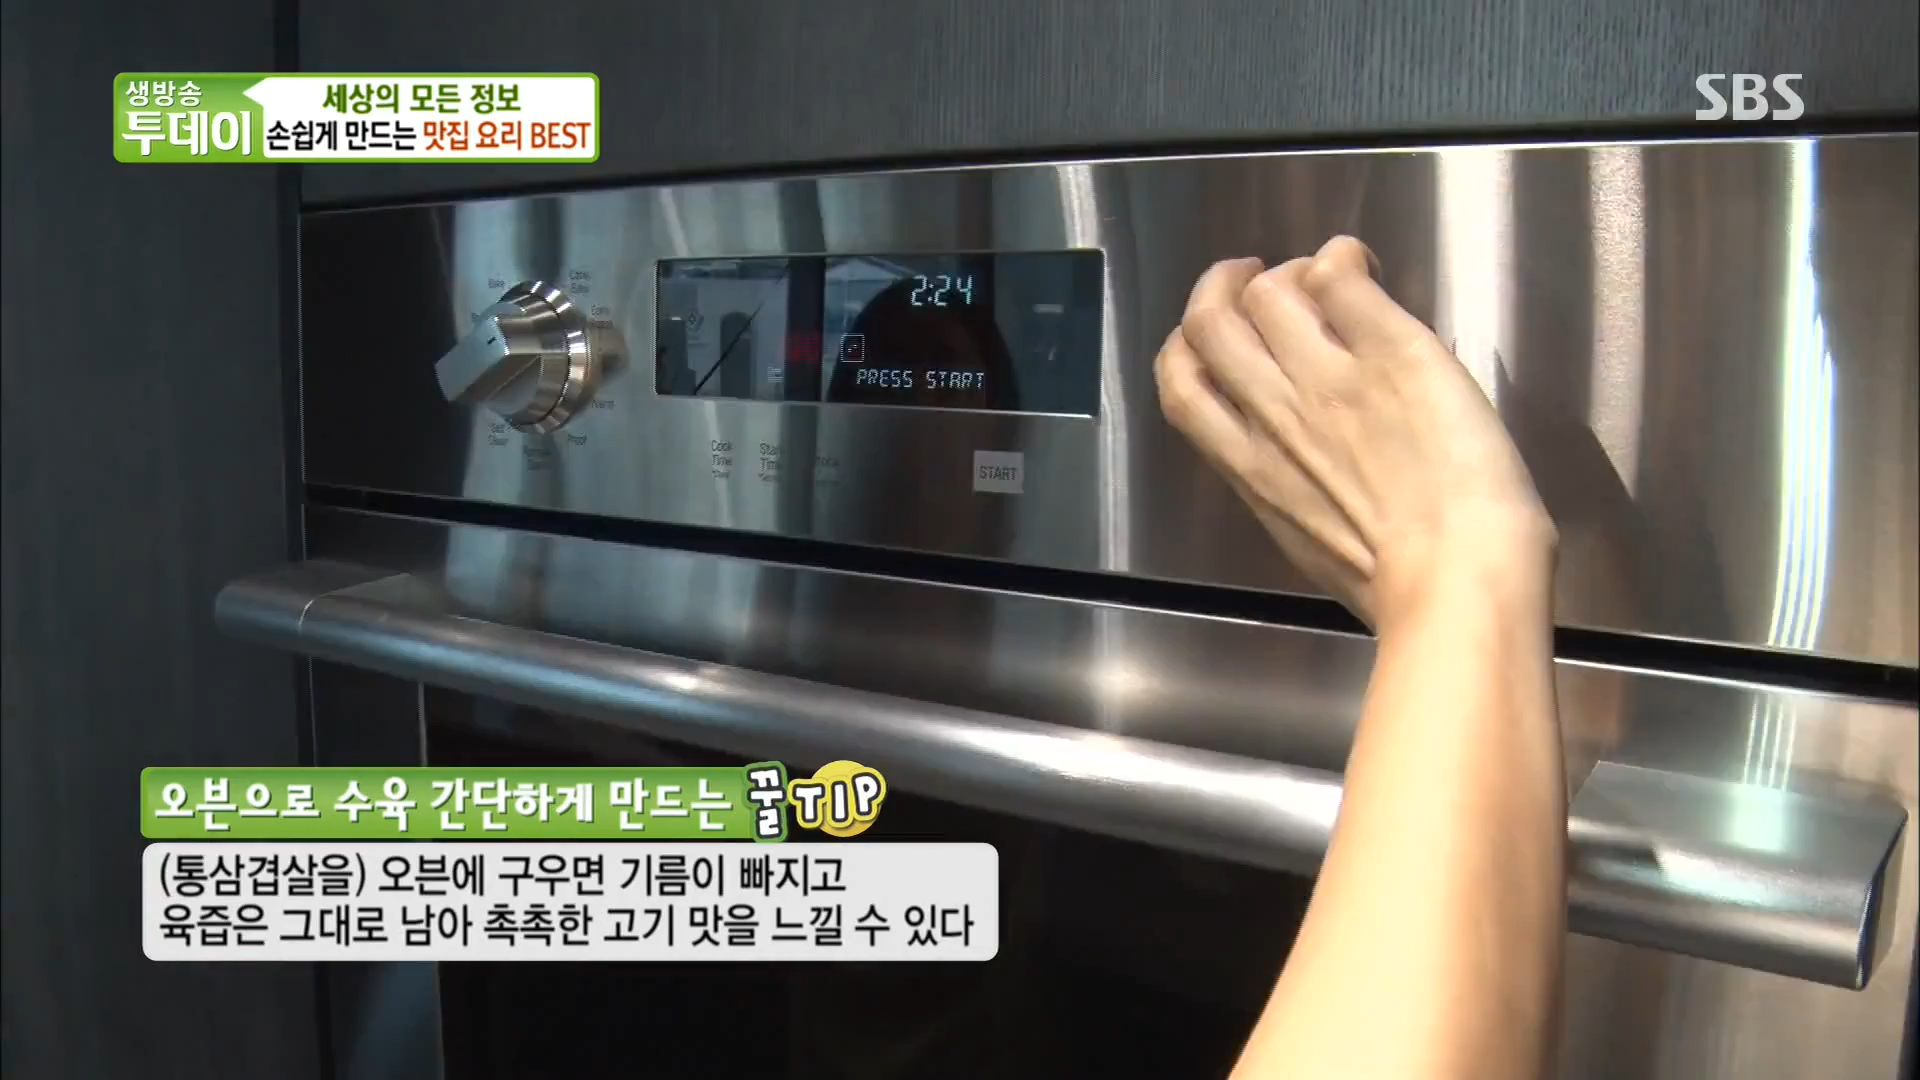 생방송
투데이
세상의 모든 정보
손쉽게 만드는 맛집 요리 BEST
SBS
Bake
2:24
PRESS START
Cook
Time
START
Proof
오븐으로 수육 간단하게 만드는 꿀TIP
(통삼겹살을) 오븐에 구우면 기름이 빠지고
육즙은 그대로 남아 촉촉한 고기 맛을 느낄 수 있다